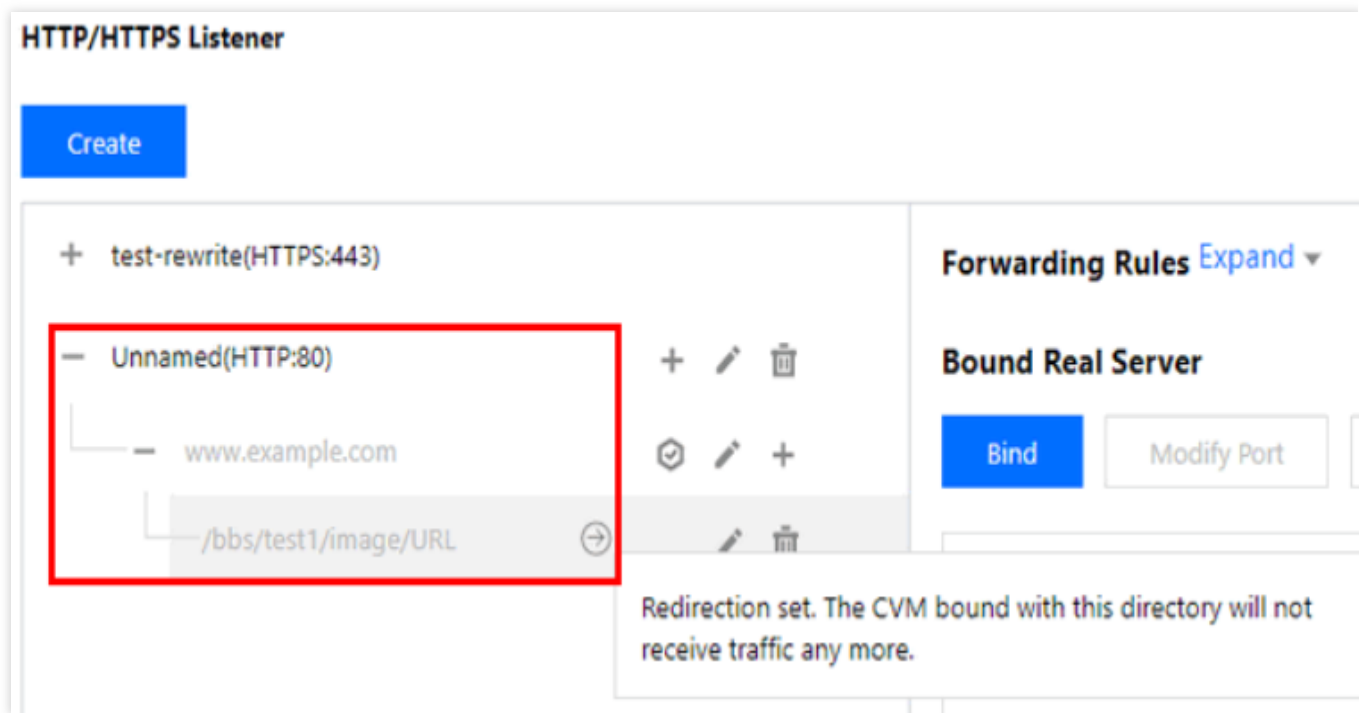 HTTP/HTTPS Listener
Create
test-rewrite(HTTPS:443)
Forwarding Rules Expand
Unnamed(HTTP:80)
Bound Real Server
www.example.com
Bind
Modify Port
/bbs/test1/image/URL
Redirection set. The CVM bound with this directory will not
receive traffic any more.